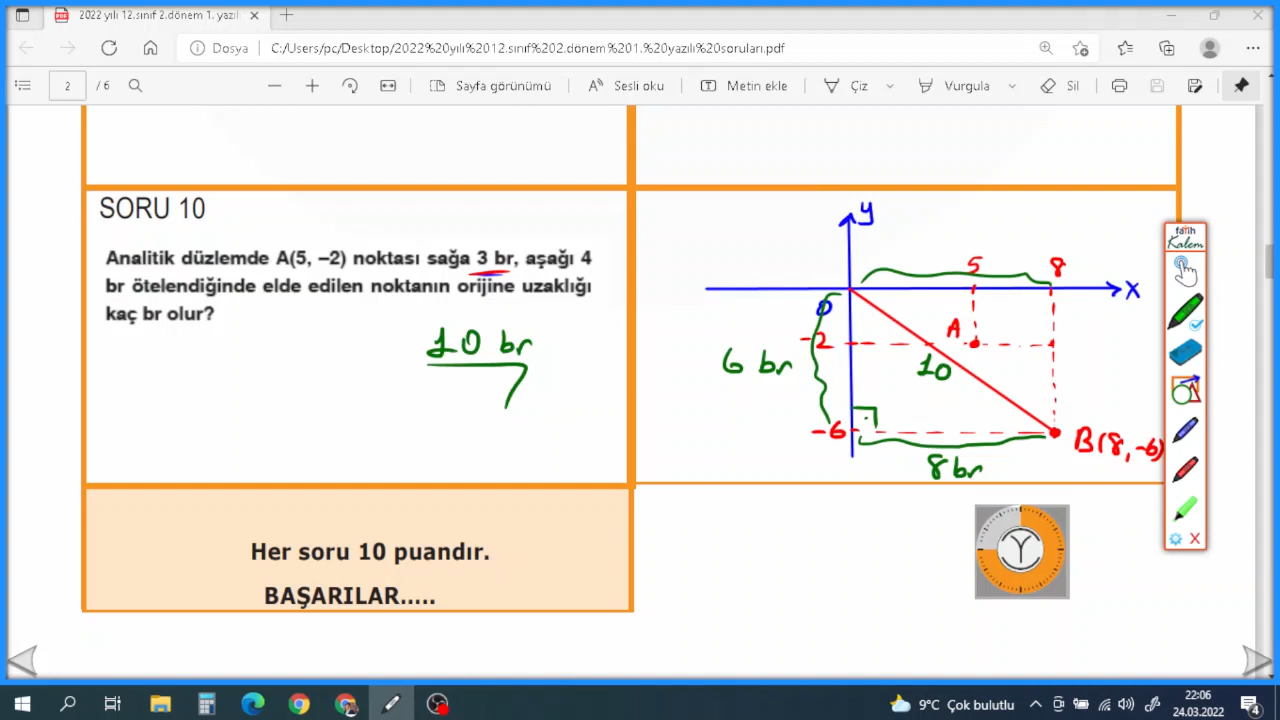 2022 yılı 12.sınıf 2.dönem 1. yazılı
Dosya C:/Users/pc/Desktop/2022%20yılı%2012.sınıf%202.dönem%201.%20yazılı%20soruları.pdf
2 / 6 Sayfa görünümü Sesli oku Metin ekle Çiz Vurgula Sil
SORU 10
Analitik düzlemde A(5, –2) noktası sağa 3 br, aşağı 4
br ötelendiğinde elde edilen noktanın orijine uzaklığı
kaç br olur?
10 br
y
5 8
x
0
A
-2
6 br
10
-6
B(8,-6)
8 br
fatih
Kalem
Her soru 10 puandır.
BAŞARILAR.....
9°C Çok bulutlu
22:06
24.03.2022
4